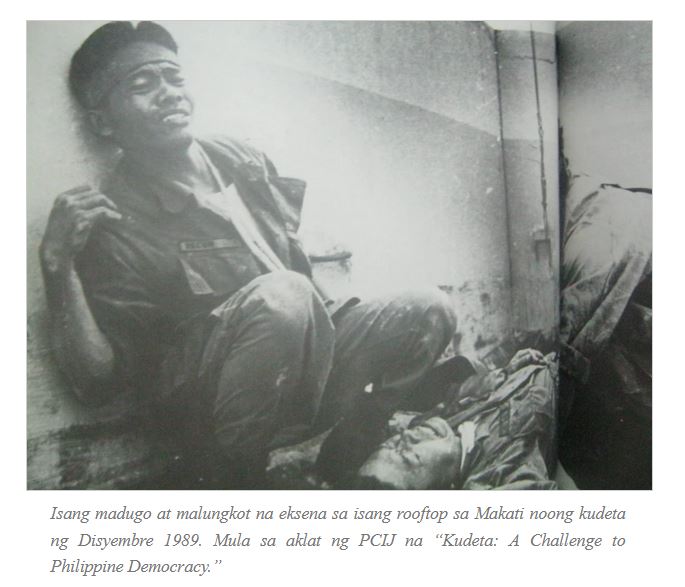 Isang madugo at malungkot na eksena sa isang rooftop sa Makati noong kudeta
ng Disyembre 1989. Mula sa aklat ng PCIJ na “Kudeta: A Challenge to
Philippine Democracy.”